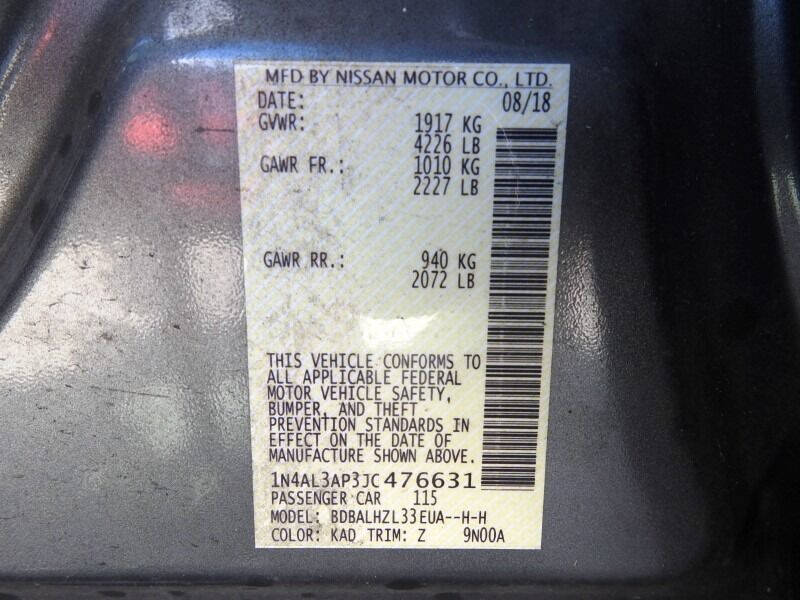 MFD BY NISSAN MOTOR CO., LTD.
DATE: 08/18
GVWR: 1917 KG
4226 LB
GAWR FR.: 1010 KG
2227 LB
GAWR RR.: 940 KG
2072 LB
THIS VEHICLE CONFORMS TO
ALL APPLICABLE FEDERAL
MOTOR VEHICLE SAFETY,
BUMPER, AND THEFT
PREVENTION STANDARDS IN
EFFECT ON THE DATE OF
MANUFACTURE SHOWN ABOVE.
1N4AL3AP3JC476631
PASSENGER CAR 115
MODEL: BDBALHZL33EUA--H-H
COLOR: KAD TRIM: Z 9N00A